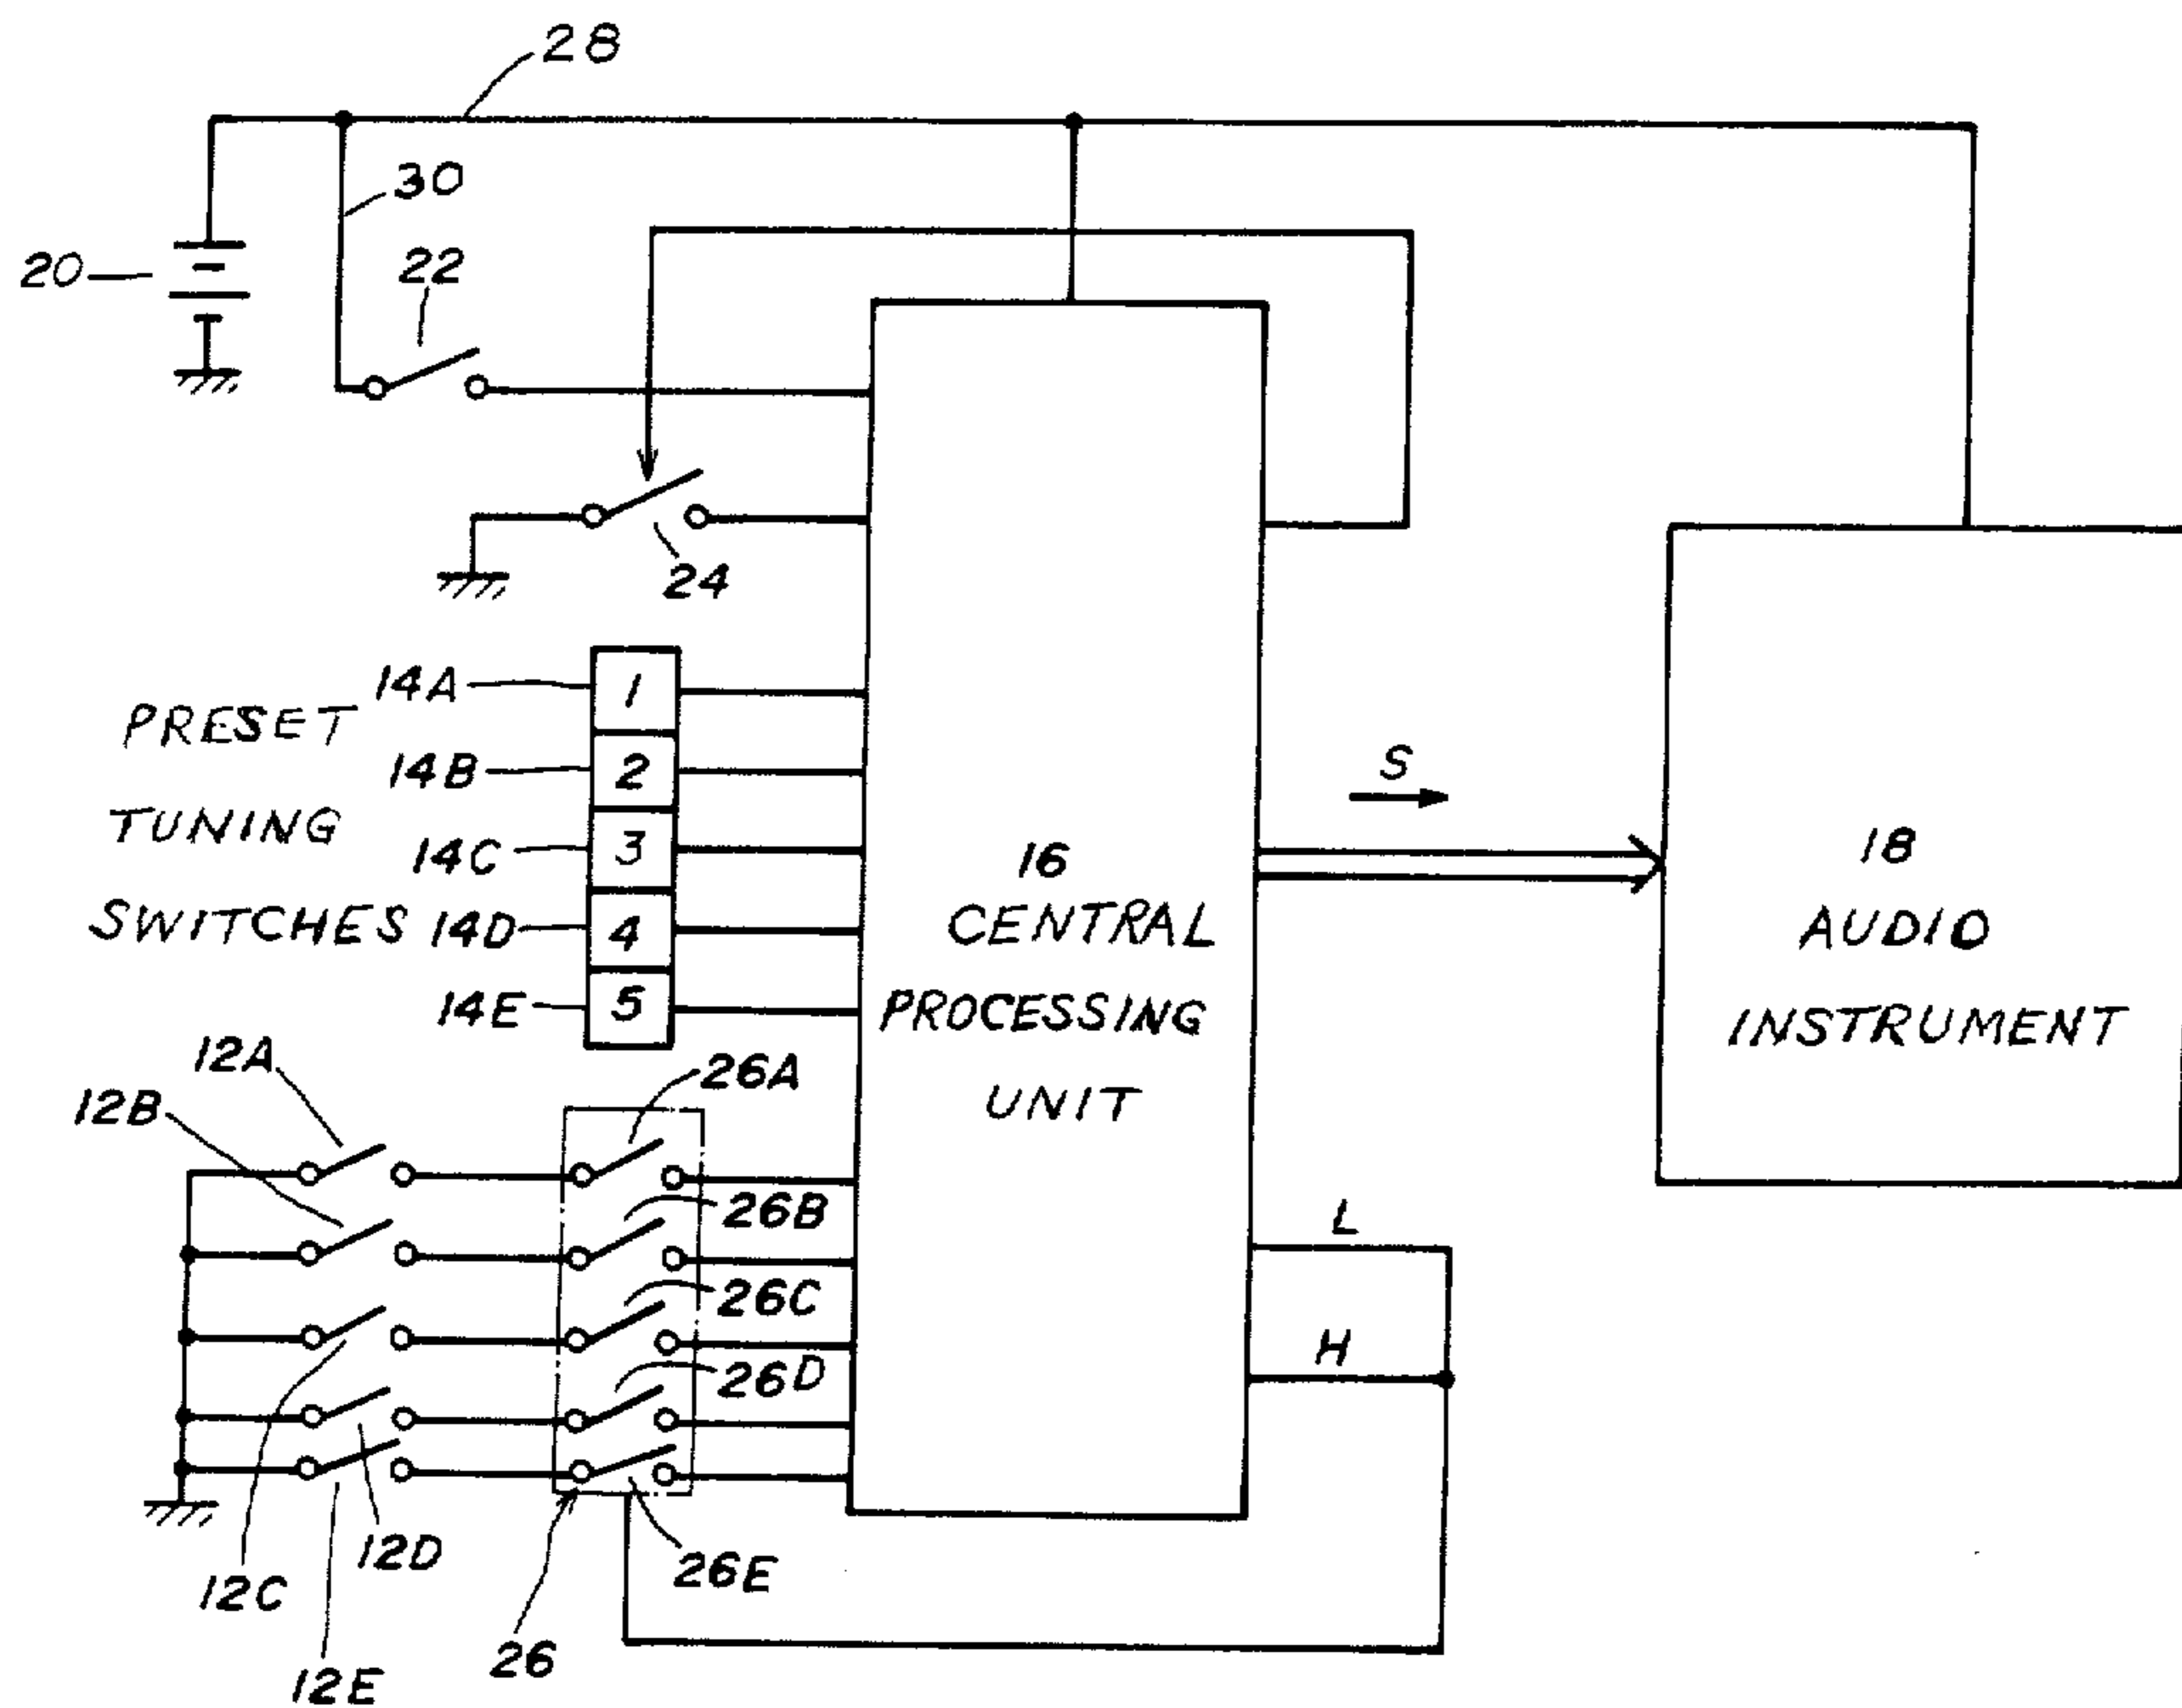 28
30
20
22
24
14A
1
PRESET
14B
2
TUNING
14C
3
SWITCHES
14D
4
14E
5
S
16
CENTRAL
PROCESSING
UNIT
18
AUDIO
INSTRUMENT
12A
26A
12B
26B
26C
26D
L
H
12D
12C
26E
26
12E